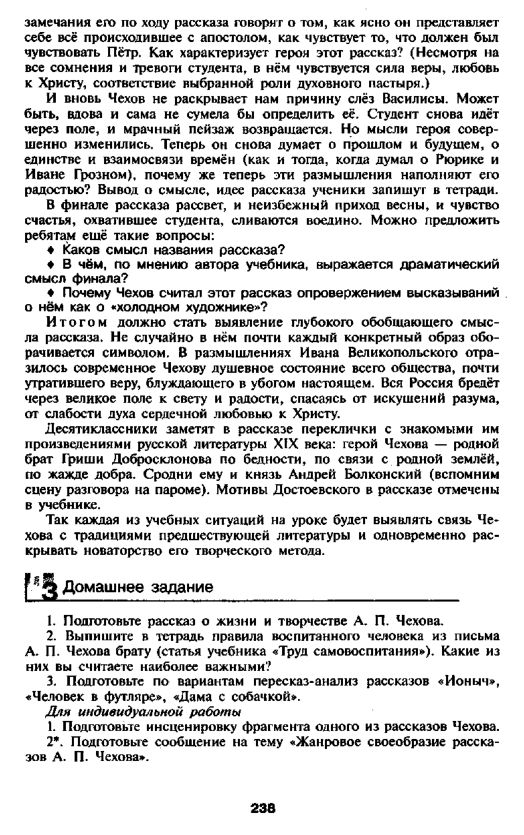 замечания его по ходу рассказа говорят о том, как ясно он представляет
себе всё происходившее с апостолом, как чувствует то, что должен был
чувствовать Пётр. Как характеризует героя этот рассказ? (Несмотря на
все сомнения и тревоги студента, в нём чувствуется сила веры, любовь
к Христу, соответствие выбранной роли духовного пастыря.)
И вновь Чехов не раскрывает нам причину слёз Василисы. Может
быть, вдова и сама не сумела бы определить её. Студент снова идёт
через поле, и мрачный пейзаж возвращается. Но мысли героя совер-
шенно изменились. Теперь он снова думает о прошлом и будущем, о
единстве и взаимосвязи времён (как и тогда, когда думал о Рюрике и
Иване Грозном), почему же теперь эти размышления наполняют его
радостью? Вывод о смысле, идее рассказа ученики запишут в тетради.
В финале рассказа рассвет, и неизбежный приход весны, и чувство
счастья, охватившее студента, сливаются воедино. Можно предложить
ребятам ещё такие вопросы:
♦ Каков смысл названия рассказа?
♦ В чём, по мнению автора учебника, выражается драматический
смысл финала?
♦ Почему Чехов считал этот рассказ опровержением высказываний
о нём как о «холодном художнике»?
Итогом должно стать выявление глубокого обобщающего смыс-
ла рассказа. Не случайно в нём почти каждый конкретный образ обо-
рачивается символом. В размышлениях Ивана Великопольского отра-
зилось современное Чехову душевное состояние всего общества, почти
утратившего веру, блуждающего в убогом настоящем. Вся Россия бредёт
через великое поле к свету и радости, спасаясь от искушений разума,
от слабости духа сердечной любовью к Христу.
Десятиклассники заметят в рассказе переклички с знакомыми им
произведениями русской литературы XIX века: герой Чехова — родной
брат Гриши Добросклонова по бедности, по связи с родной землёй,
по жажде добра. Сродни ему и князь Андрей Болконский (вспомним
сцену разговора на пароме). Мотивы Достоевского в рассказе отмечены
в учебнике.
Так каждая из учебных ситуаций на уроке будет выявлять связь Че-
хова с традициями предшествующей литературы и одновременно рас-
крывать новаторство его творческого метода.
З Домашнее задание
1. Подготовьте рассказ о жизни и творчестве А. П. Чехова.
2. Выпишите в тетрадь правила воспитанного человека из письма
А. П. Чехова брату (статья учебника «Труд самовоспитания»). Какие из
них вы считаете наиболее важными?
3. Подготовьте по вариантам пересказ-анализ рассказов «Ионыч»,
«Человек в футляре», «Дама с собачкой».
Для индивидуальной работы
1. Подготовьте инсценировку фрагмента одного из рассказов Чехова.
2*. Подготовьте сообщение на тему «Жанровое своеобразие расска-
зов А. П. Чехова».
238